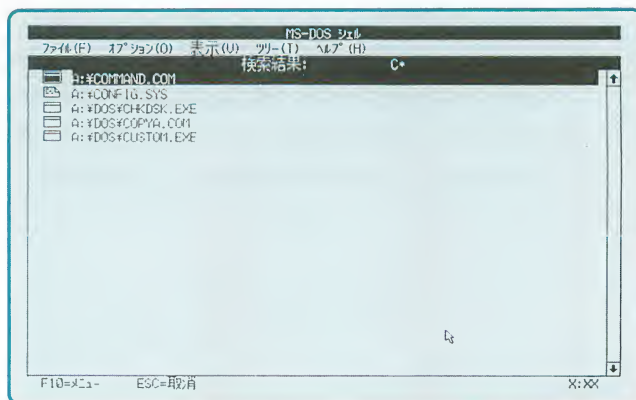 MS-DOS シェル
ファイル(F) オプション(O) 表示(V) ツリー(T) ヘルプ(H)
検索結果: C*
A:¥COMMAND.COM
A:¥CONFIG.SYS
A:¥DOS¥CHKDSK.EXE
A:¥DOS¥COPYA.COM
A:¥DOS¥CUSTOM.EXE
F10=メニュー ESC=取消 X:XX